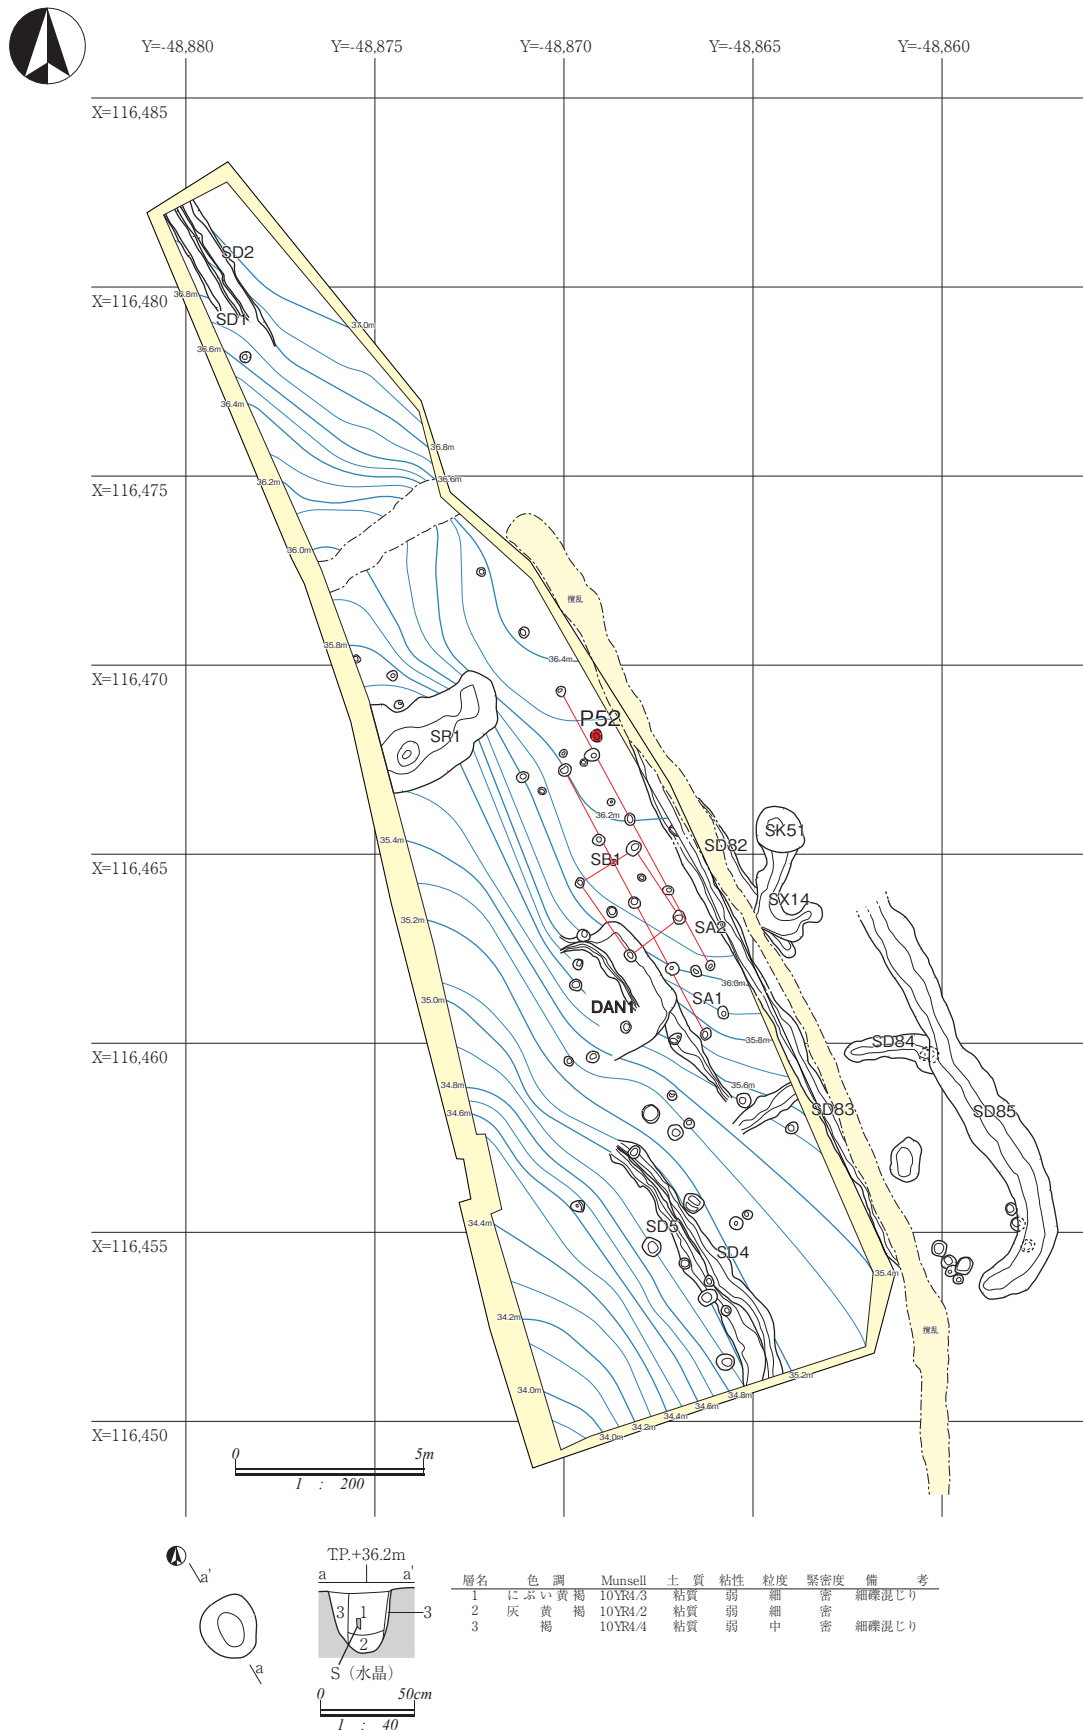 Y=-48,880 Y=-48,875 Y=-48,870 Y=-48,865 Y=-48,860
X=116,485
SD2
36.8m
X=116,480
SD1
37.0m
36.6m
36.4m
36.8m
36.6m
36.2m
X=116,475
36.0m
撹乱
35.8m
36.4m
X=116,470
P52
SR1
36.2m
SK51
35.4m
SD82
SB1
X=116,465
SX14
35.2m
SA2
36.0m
35.0m
SA1
DAN1
35.8m
SD84
X=116,460
34.8m
35.6m
34.6m
SD83
SD85
34.4m
SD5
X=116,455
SD4
35.4m
34.2m
撹乱
35.2m
34.0m
34.8m
34.6m
34.4m
34.2m
34.0m
X=116,450
0 5m
1 : 200
T.P.+36.2m
a a'
a'
a
3 1 3
2
S（水晶）
0 50cm
1 : 40
層名 色調 Munsell 土質 粘性 粒度 緊密度 備考
1 にぶい黄褐 10YR4/3 粘質 弱 細 密 細礫混じり
2 灰黄褐 10YR4/2 粘質 弱 細 密
3 褐 10YR4/4 粘質 弱 中 密 細礫混じり